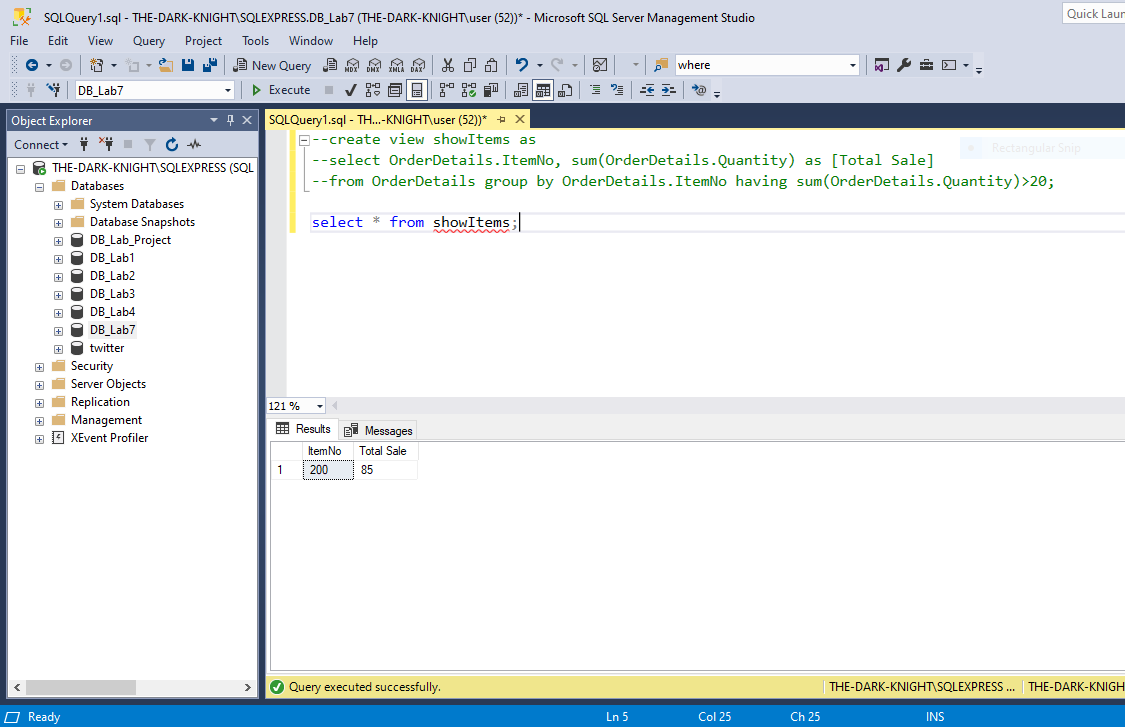 SQLQuery1.sql - THE-DARK-KNIGHT\SQLEXPRESS.DB_Lab7 (THE-DARK-KNIGHT\user (52))* - Microsoft SQL Server Management Studio
Quick Laun
File Edit View Query Project Tools Window Help
New Query
MDX DMX XMLA DAX
where
DB_Lab7
Execute
Object Explorer
SQLQuery1.sql - TH...-KNIGHT\user (52))*
Connect
THE-DARK-KNIGHT\SQLEXPRESS (SQL
Databases
System Databases
Database Snapshots
DB_Lab_Project
DB_Lab1
DB_Lab2
DB_Lab3
DB_Lab4
DB_Lab7
twitter
Security
Server Objects
Replication
Management
XEvent Profiler
--create view showItems as
--select OrderDetails.ItemNo, sum(OrderDetails.Quantity) as [Total Sale]
--from OrderDetails group by OrderDetails.ItemNo having sum(OrderDetails.Quantity)>20;
select * from showItems;
Rectangular Snip
121 %
Results Messages
ItemNo Total Sale
1 200 85
Query executed successfully.
THE-DARK-KNIGHT\SQLEXPRESS ...
THE-DARK-KNIGH
Ready
Ln 5
Col 25
Ch 25
INS